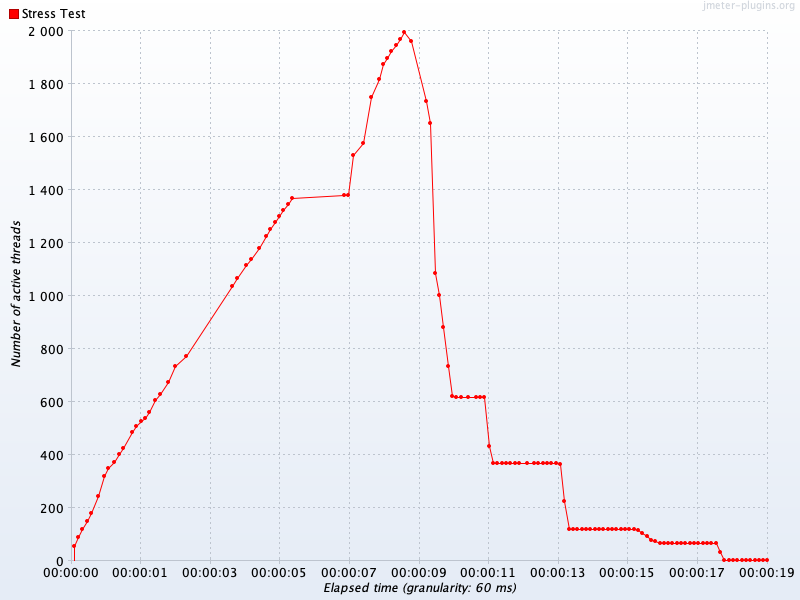 jmeter-plugins.org
Stress Test
2 000
1 800
1 600
1 400
1 200
1 000
800
600
400
200
0
Number of active threads
00:00:00 00:00:01 00:00:03 00:00:05 00:00:07 00:00:09 00:00:11 00:00:13 00:00:15 00:00:17 00:00:19
Elapsed time (granularity: 60 ms)